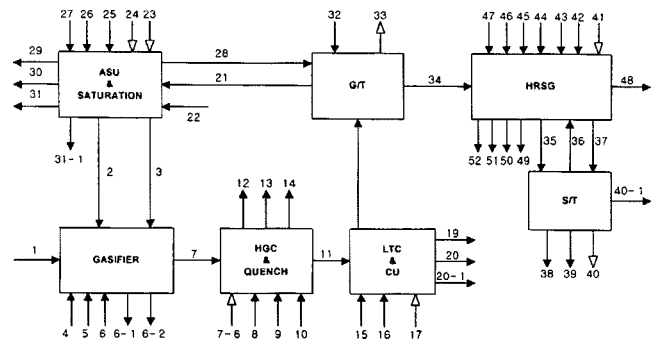 27 26 25 24 23 32 33 47 46 45 44 43 42 41
29 28
30 ASU & SATURATION 21 G/T 34 HRSG 48
31 22
31-1 52 51 50 49 35 36 37
2 3
S/T 40-1
12 13 14
38 39 40
1 GASIFIER 7 HGC & QUENCH 11 LTC & CU 19
20
20-1
4 5 6 6-1 6-2 7-6 8 9 10 15 16 17